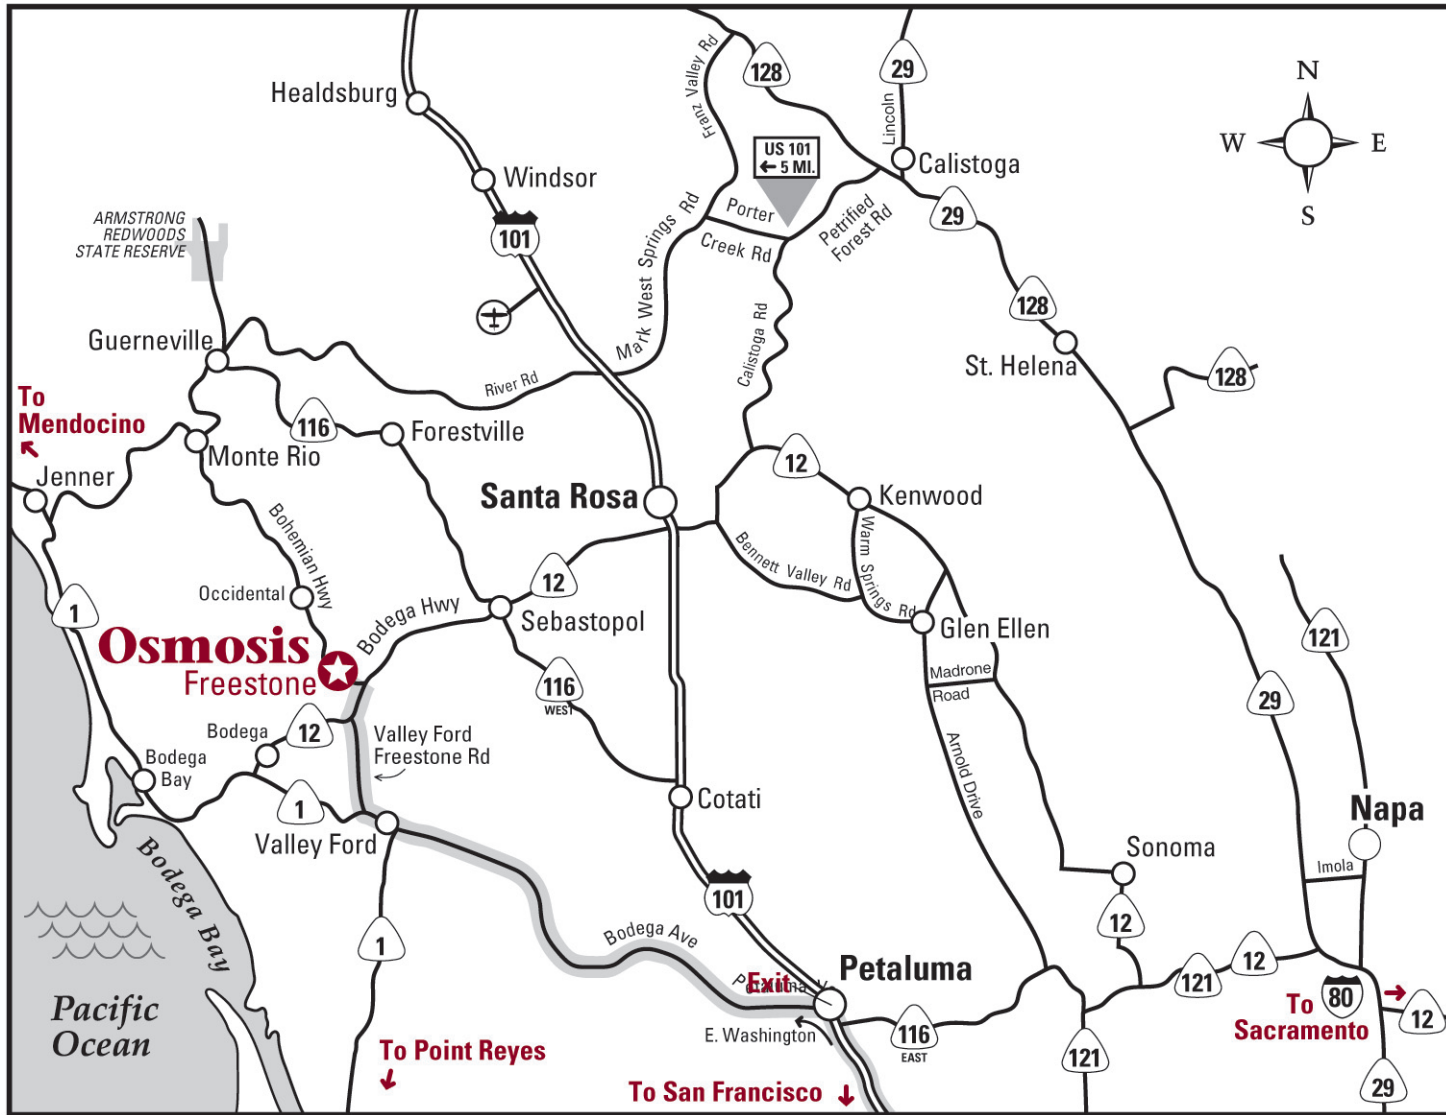 Healdsburg
Windsor
101
Franz Valley Rd
128
29
Lincoln
Calistoga
US 101
← 5 MI.
N
W
E
S
ARMSTRONG
REDWOODS
STATE RESERVE
Porter
Creek Rd
Petrified
Forest Rd
29
128
Mark West Springs Rd
Calistoga Rd
Guerneville
River Rd
St. Helena
128
To
Mendocino
116
Forestville
Monte Rio
Jenner
12
Kenwood
Santa Rosa
Bohemian Hwy
Bennett Valley Rd
Warm Springs Rd
12
Occidental
1
Bodega Hwy
Sebastopol
Glen Ellen
121
Osmosis
Freestone
116
WEST
Madrone
Road
29
Bodega
12
Valley Ford
Freestone Rd
Arnold Drive
Bodega
Bay
1
Cotati
Napa
Valley Ford
Sonoma
Imola
Bodega Bay
101
1
Bodega Ave
12
Petaluma
Exit
Petaluma
121
12
To
Sacramento
80
12
Pacific
Ocean
E. Washington
116
EAST
To Point Reyes
121
To San Francisco
29